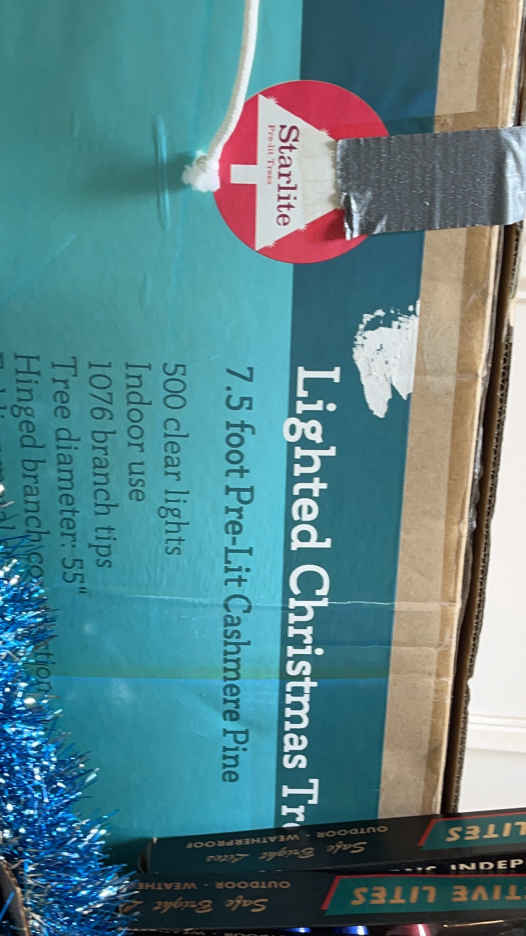 Starlite
Pre-lit Trees
Lighted Christmas Tr
7.5 foot Pre-Lit Cashmere Pine
500 clear lights
Indoor use
1076 branch tips
Tree diameter: 55"
Hinged branch co
LITES
OUTDOOR · WEATHERPROOF
Safe Bright Lites
INDEP
TIVE LITES
OUTDOOR · WEATHE
Safe Bright L